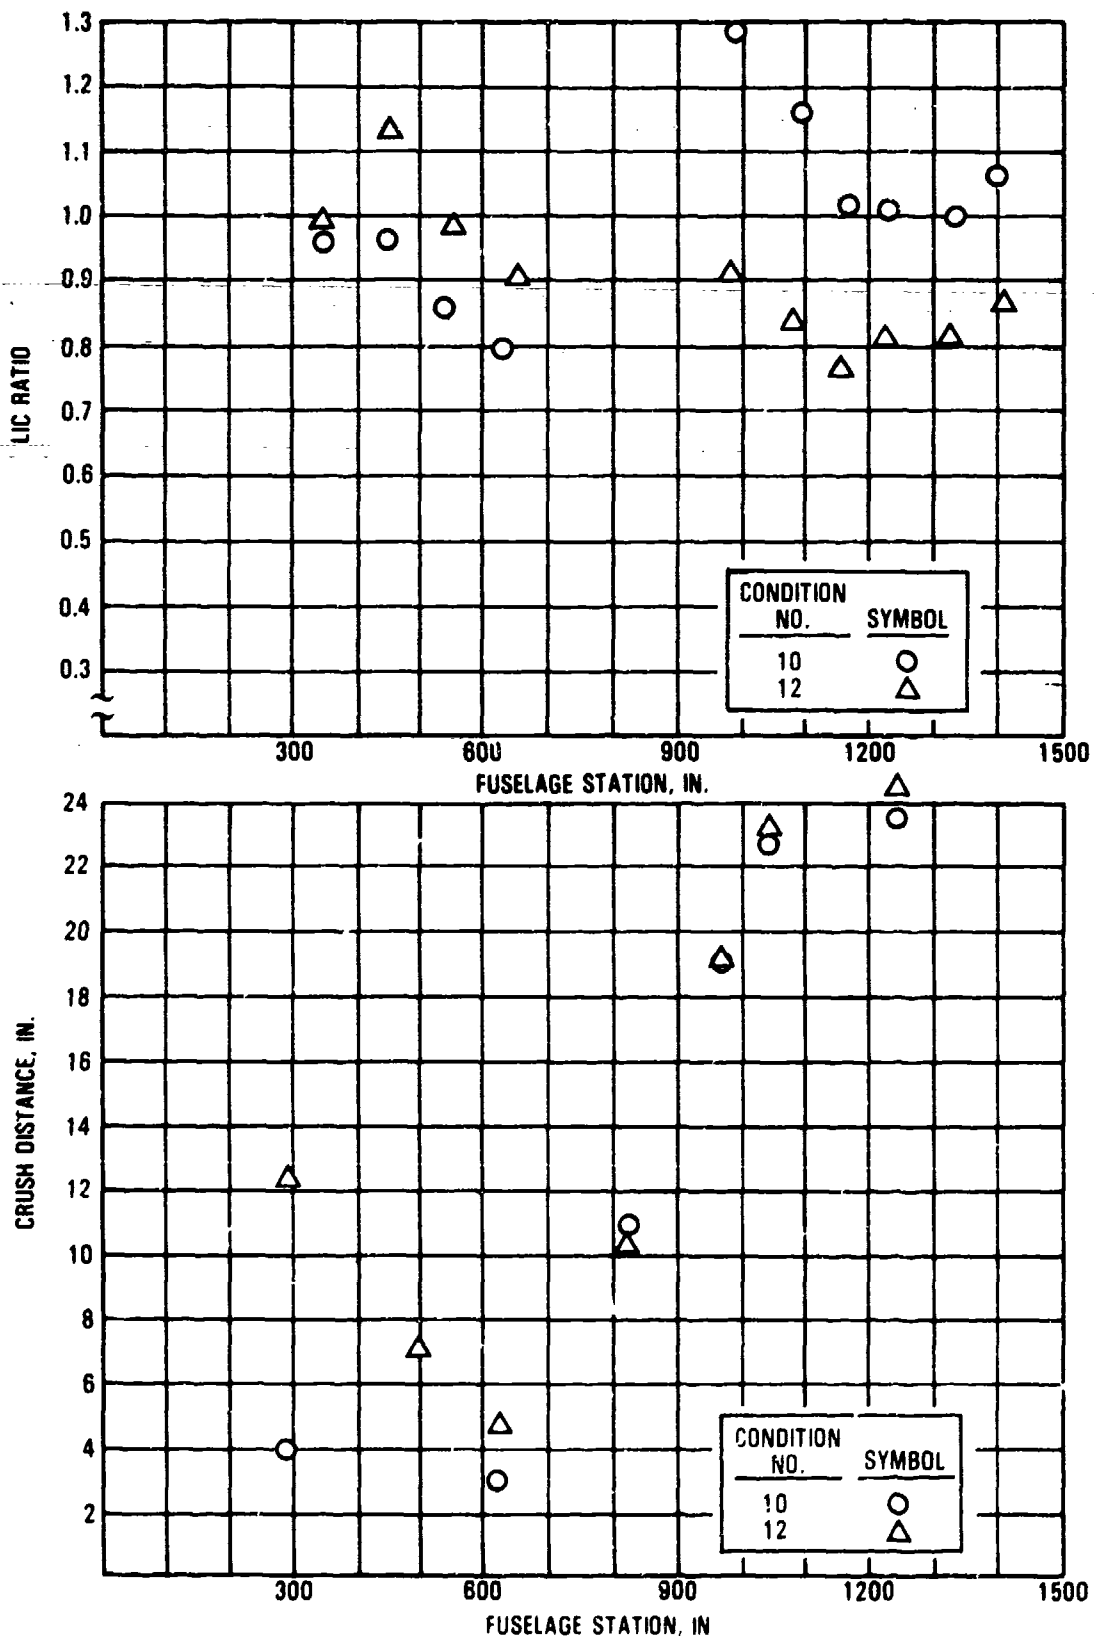 1.3
1.2
1.1
1.0
0.9
0.8
0.7
0.6
0.5
0.4
0.3
LIC RATIO
CONDITION
NO. SYMBOL
10
12
300 600 900 1200 1500
FUSELAGE STATION, IN.
24
22
20
18
16
14
12
10
8
6
4
2
CRUSH DISTANCE, IN.
CONDITION
NO. SYMBOL
10
12
300 600 900 1200 1500
FUSELAGE STATION, IN